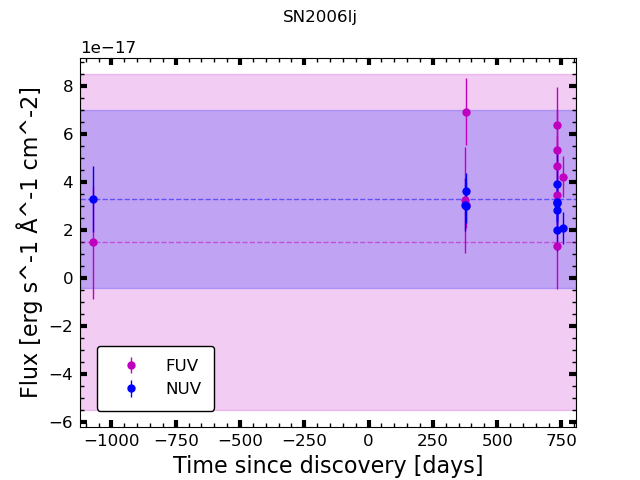 SN2006lj
1e−17
8
6
4
2
0
−2
−4
−6
Flux [erg s^-1 Å^-1 cm^-2]
FUV
NUV
−1000 −750 −500 −250 0 250 500 750
Time since discovery [days]